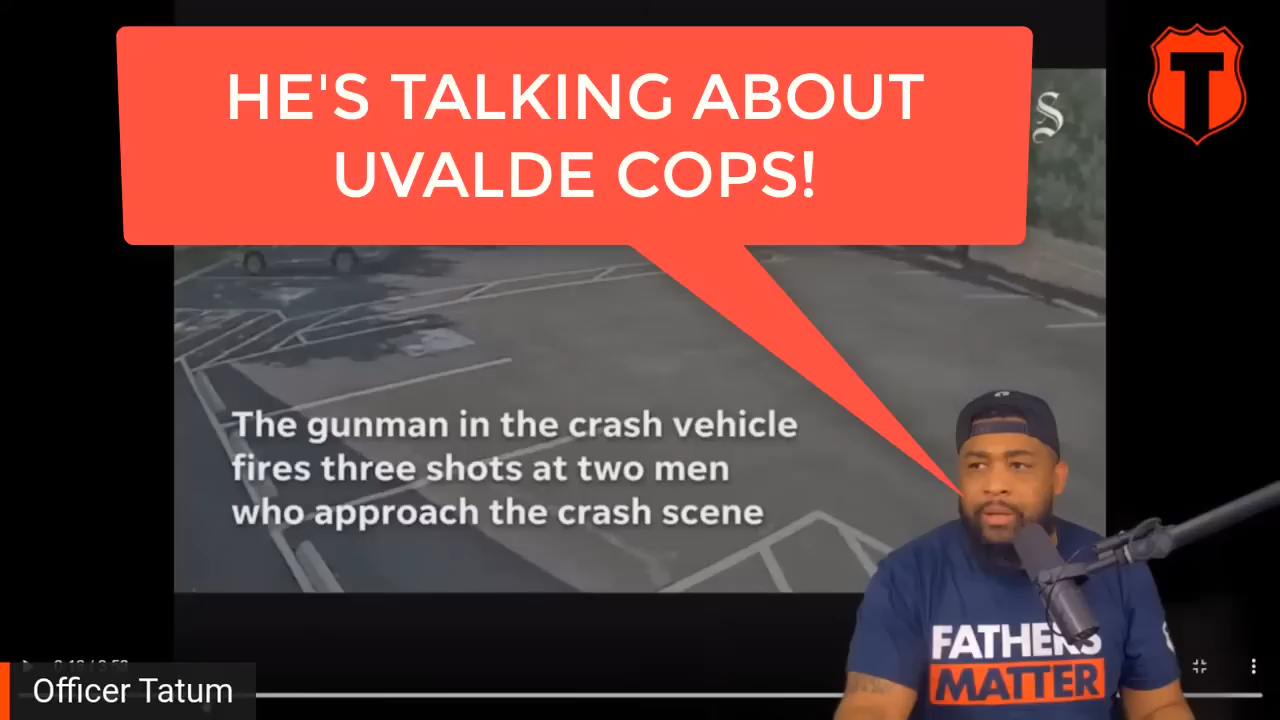 HE'S TALKING ABOUT
UVALDE COPS!
S
T
The gunman in the crash vehicle
fires three shots at two men
who approach the crash scene
FATHERS
MATTER
Officer Tatum